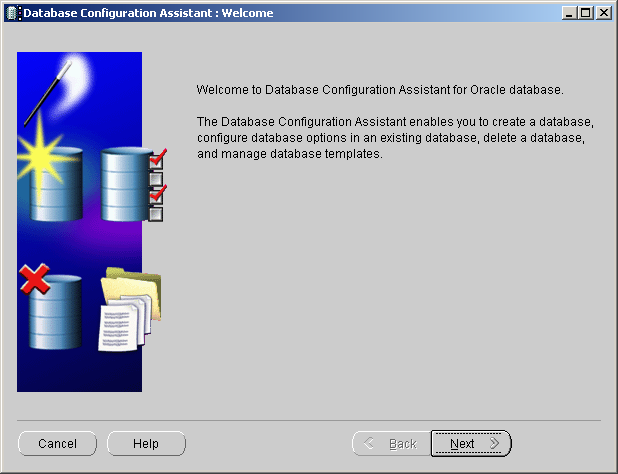 Database Configuration Assistant : Welcome
Welcome to Database Configuration Assistant for Oracle database.
The Database Configuration Assistant enables you to create a database,
configure database options in an existing database, delete a database,
and manage database templates.
Cancel
Help
Back
Next